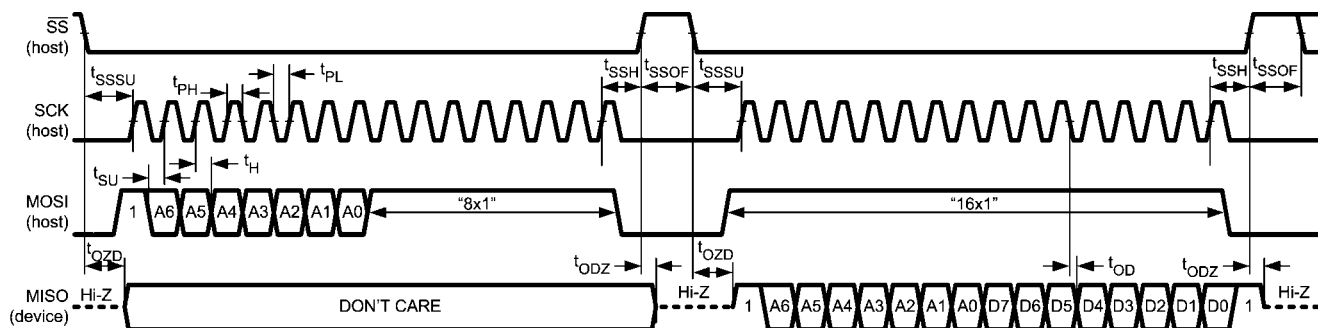 SS
(host)
tSSSU
tPH
tPL
tSSH
tSSOF
tSSSU
tSSH
tSSOF
SCK
(host)
tSU
tH
MOSI
(host)
1 A6 A5 A4 A3 A2 A1 A0 "8x1"
"16x1"
tOZD
tODZ
tOZD
tOD
tODZ
MISO
(device)
Hi-Z
DON'T CARE
Hi-Z
1 A6 A5 A4 A3 A2 A1 A0 D7 D6 D5 D4 D3 D2 D1 D0 1
Hi-Z